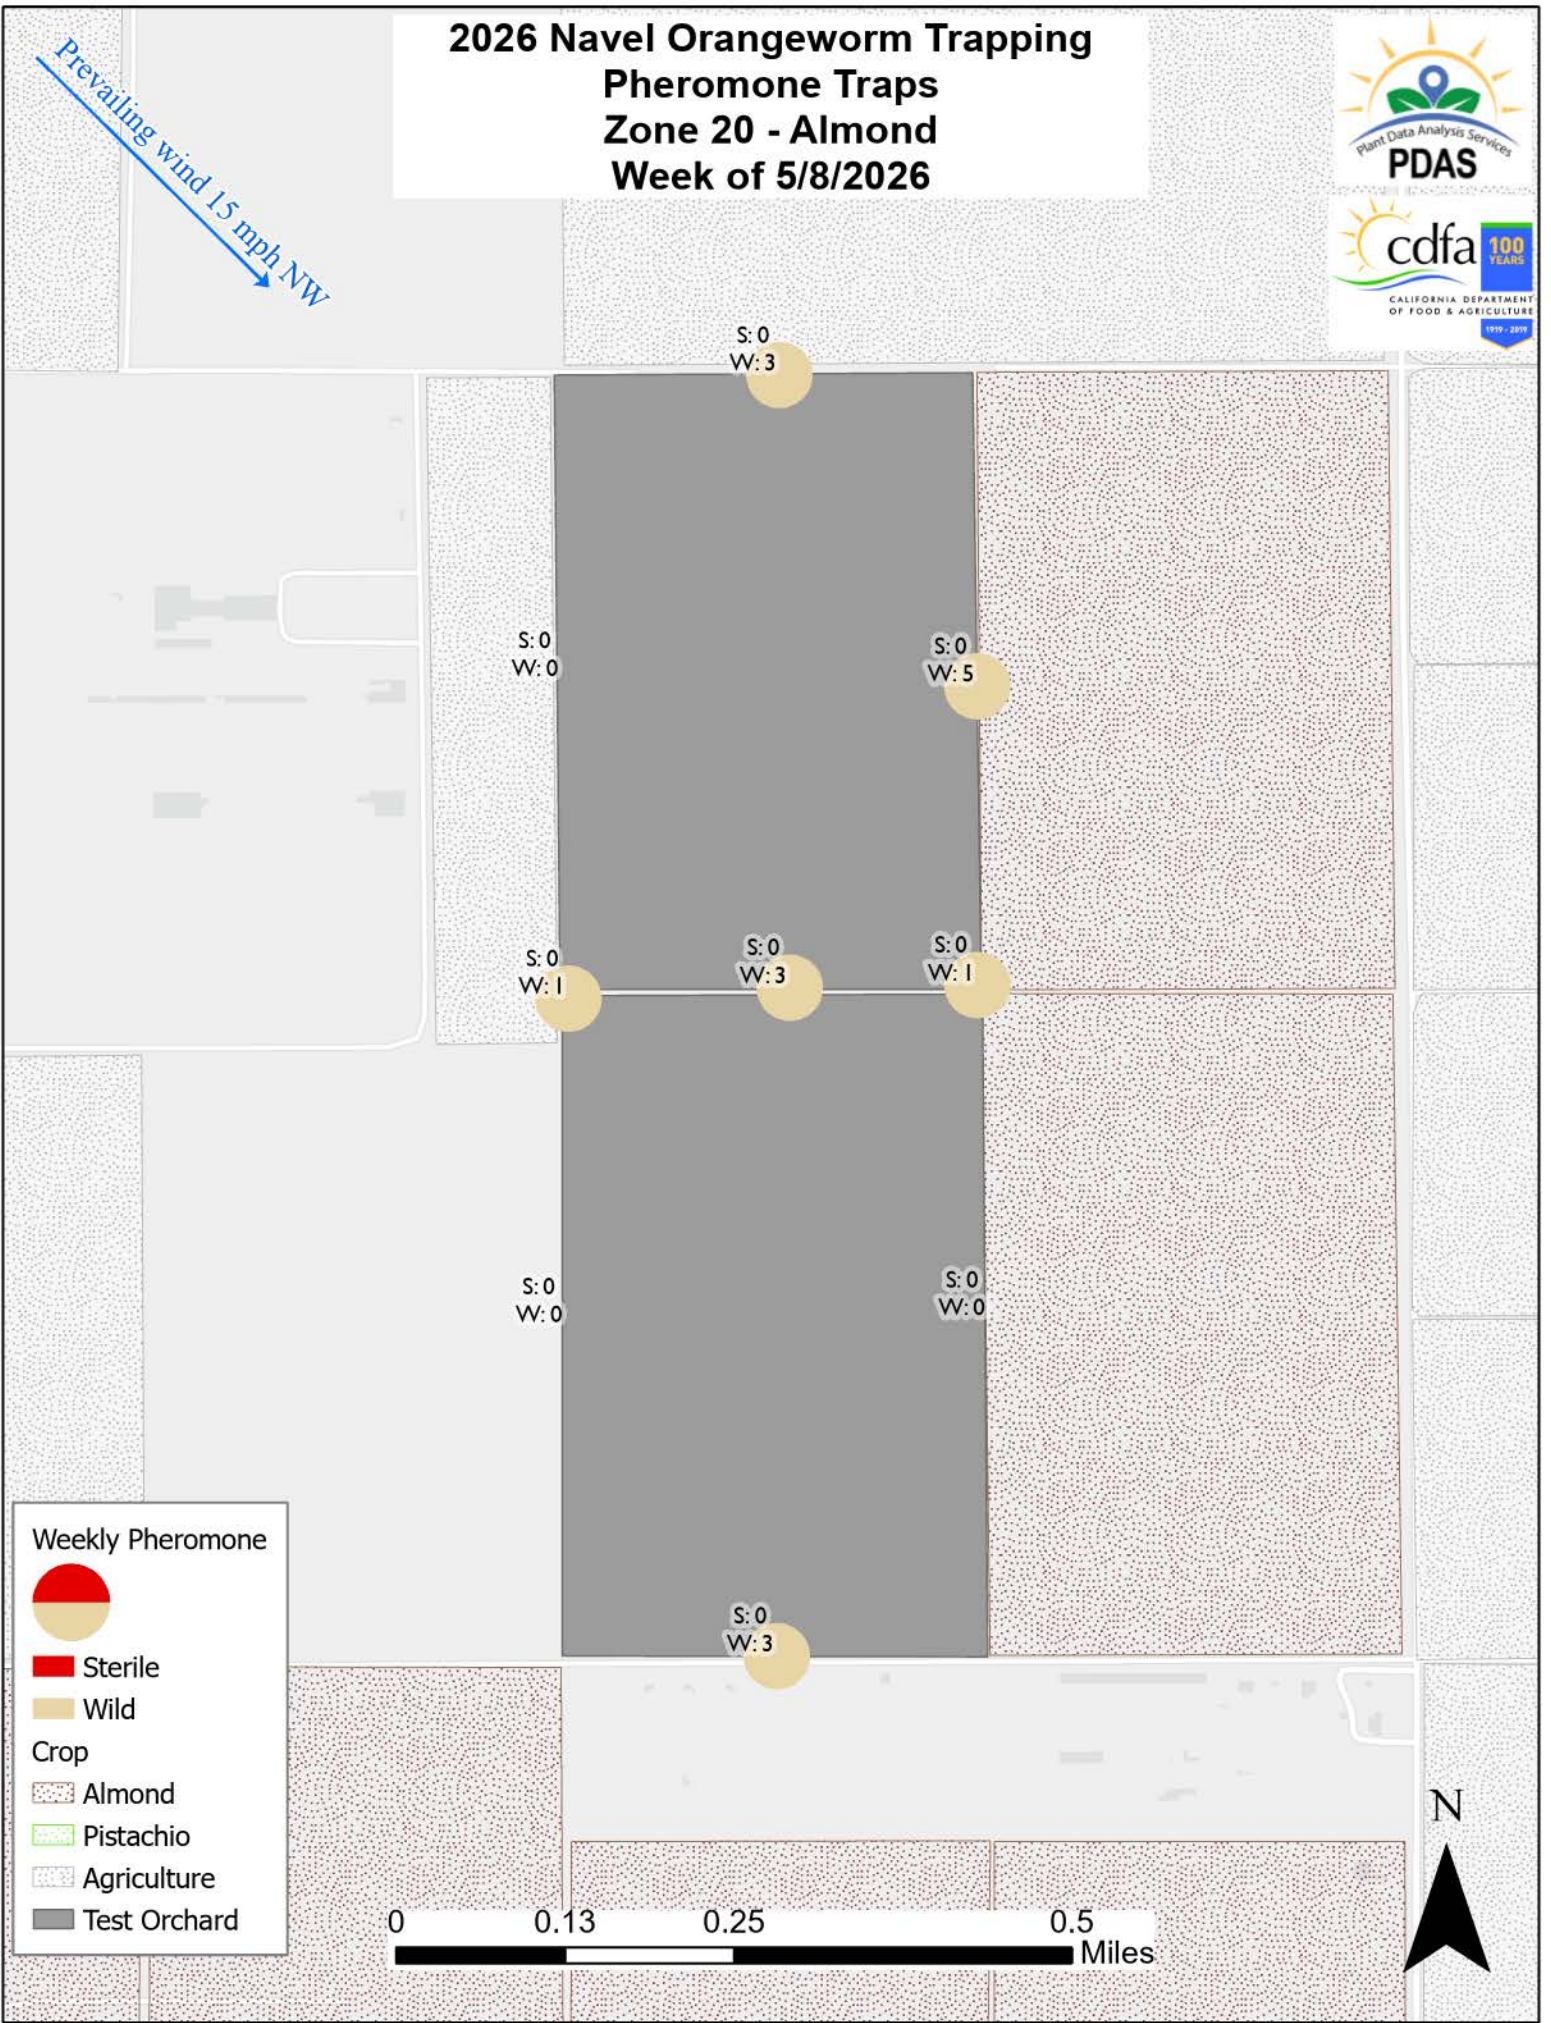 2026 Navel Orangeworm Trapping
Pheromone Traps
Zone 20 - Almond
Week of 5/8/2026
Prevailing wind 15 mph NW
Plant Data Analysis Services
PDAS
cdfa
100
YEARS
CALIFORNIA DEPARTMENT
OF FOOD & AGRICULTURE
1919 - 2019
S: 0
W: 3
S: 0
W: 0
S: 0
W: 5
S: 0
W: 1
S: 0
W: 3
S: 0
W: 1
S: 0
W: 0
S: 0
W: 0
S: 0
W: 3
Weekly Pheromone
Sterile
Wild
Crop
Almond
Pistachio
Agriculture
Test Orchard
0 0.13 0.25 0.5
Miles
N